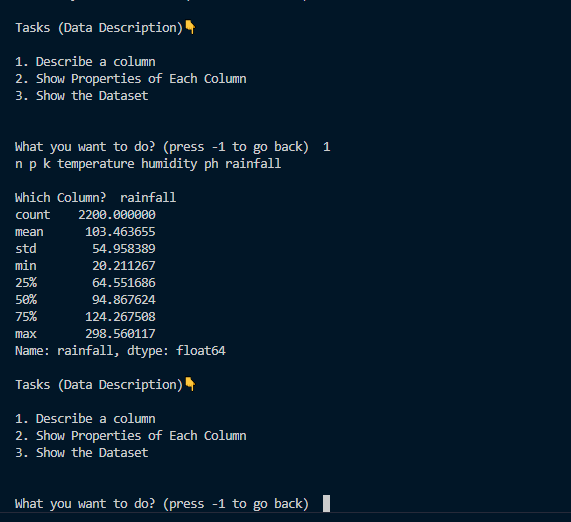 Tasks (Data Description)👇
1. Describe a column
2. Show Properties of Each Column
3. Show the Dataset
What you want to do? (press -1 to go back)  1
n p k temperature humidity ph rainfall
Which Column?  rainfall
count    2200.000000
mean      103.463655
std        54.958389
min        20.211267
25%        64.551686
50%        94.867624
75%       124.267508
max       298.560117
Name: rainfall, dtype: float64
Tasks (Data Description)👇
1. Describe a column
2. Show Properties of Each Column
3. Show the Dataset
What you want to do? (press -1 to go back)